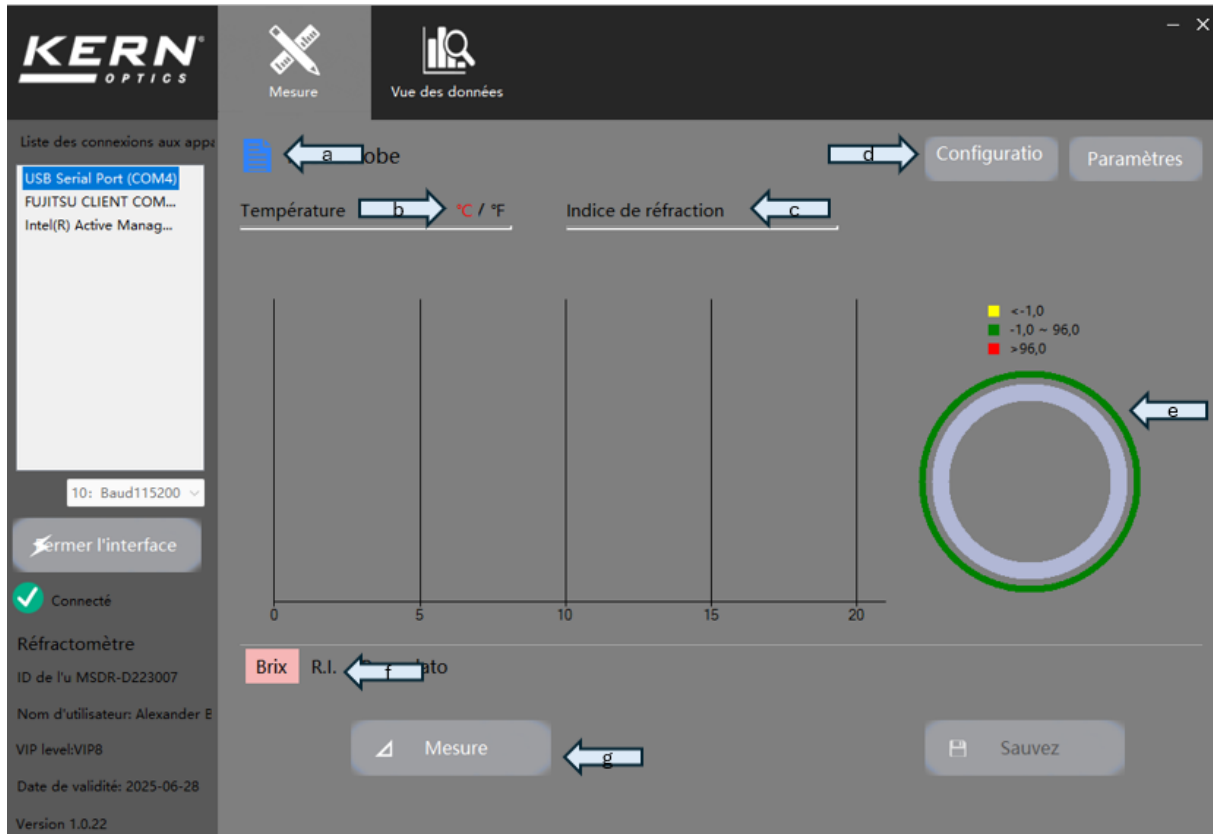 KERN
OPTICS
Mesure
Vue des données
Liste des connexions aux appa
USB Serial Port (COM4)
FUJITSU CLIENT COM...
Intel(R) Active Manag...
10: Baud115200
Fermer l'interface
Connecté
Réfractomètre
ID de l'u MSDR-D223007
Nom d'utilisateur: Alexander B
VIP level:VIP8
Date de validité: 2025-06-28
Version 1.0.22
a
obe
d
Configuratio
Paramètres
Température
b
°C / °F
Indice de réfraction
c
<-1,0
-1,0 ~ 96,0
>96,0
e
0 5 10 15 20
Brix R.I. f ato
Mesure
g
Sauvez